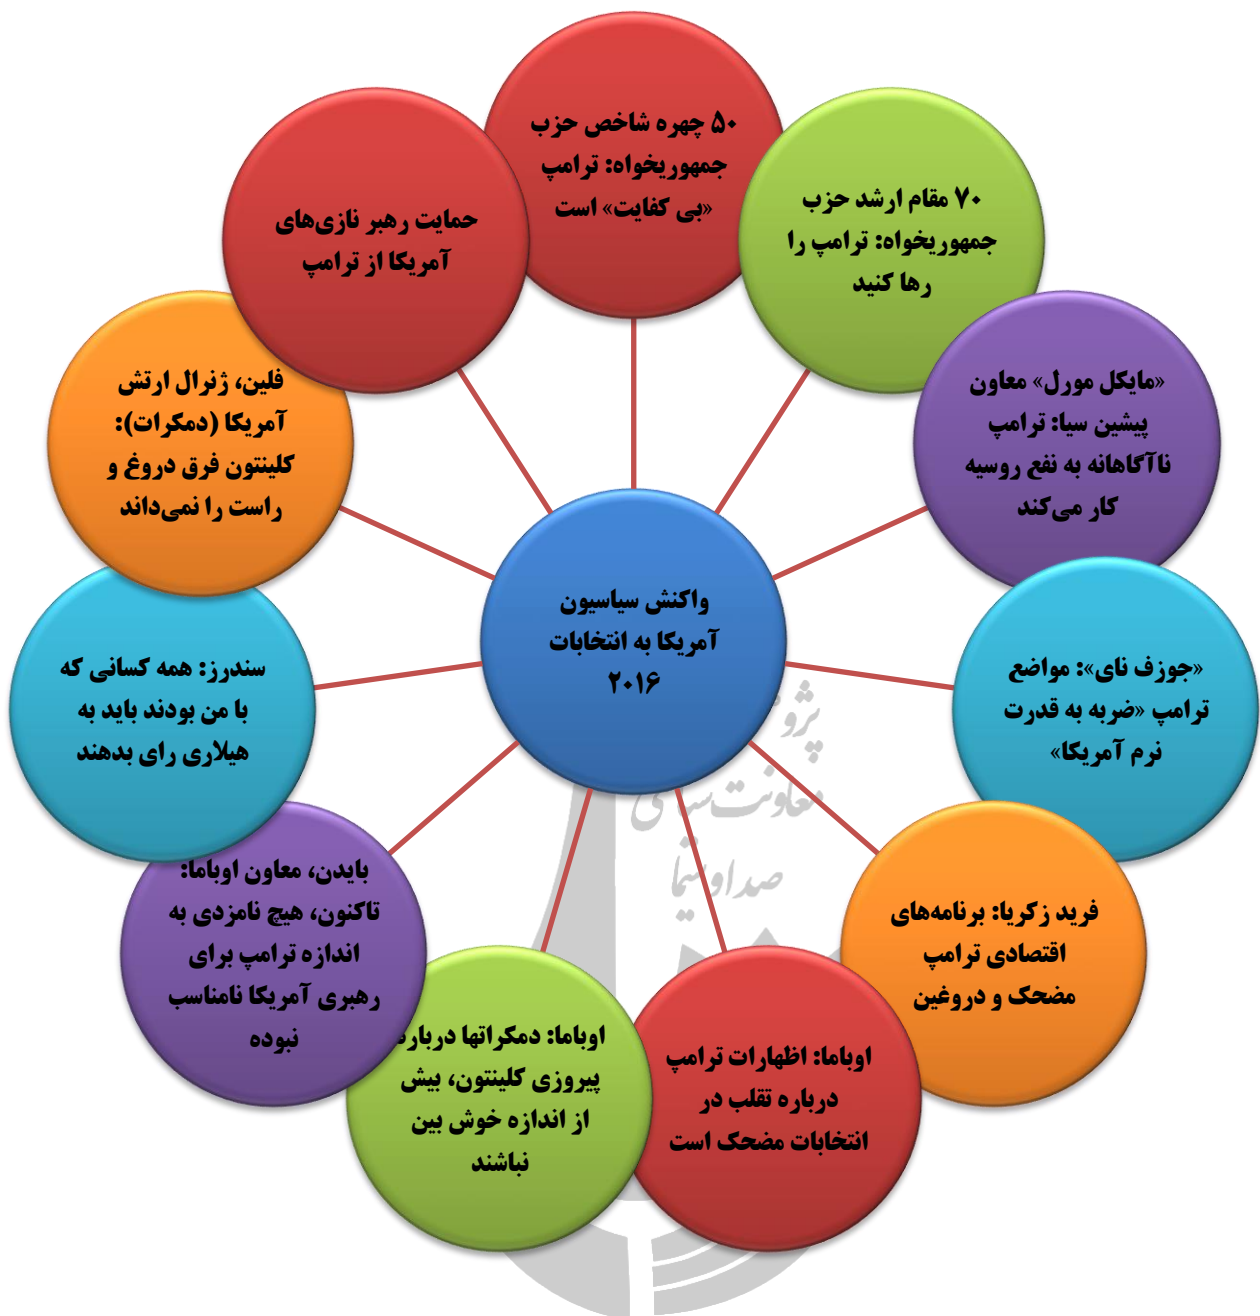 ۵۰ چهره شاخص حزب
جمهوریخواه: ترامپ
«بی کفایت» است
۷۰ مقام ارشد حزب
جمهوریخواه: ترامپ را
رها کنید
«مایکل مورل» معاون
پیشین سیا: ترامپ
ناآگاهانه به نفع روسیه
کار می‌کند
«جوزف نای»: مواضع
ترامپ «ضربه به قدرت
نرم آمریکا»
فرید زکریا: برنامه‌های
اقتصادی ترامپ
مضحک و دروغین
اوباما: اظهارات ترامپ
درباره تقلب در
انتخابات مضحک است
اوباما: دمکراتها درباره
پیروزی کلینتون، بیش
از اندازه خوش بین
نباشند
بایدن، معاون اوباما:
تاکنون، هیچ نامزدی به
اندازه ترامپ برای
رهبری آمریکا نامناسب
نبوده
سندرز: همه کسانی که
با من بودند باید به
هیلاری رای بدهند
فلین، ژنرال ارتش
آمریکا (دمکرات):
کلینتون فرق دروغ و
راست را نمی‌داند
حمایت رهبر نازی‌های
آمریکا از ترامپ
واکنش سیاسیون
آمریکا به انتخابات
۲۰۱۶
معاونت سیاسی
صدا و سیما